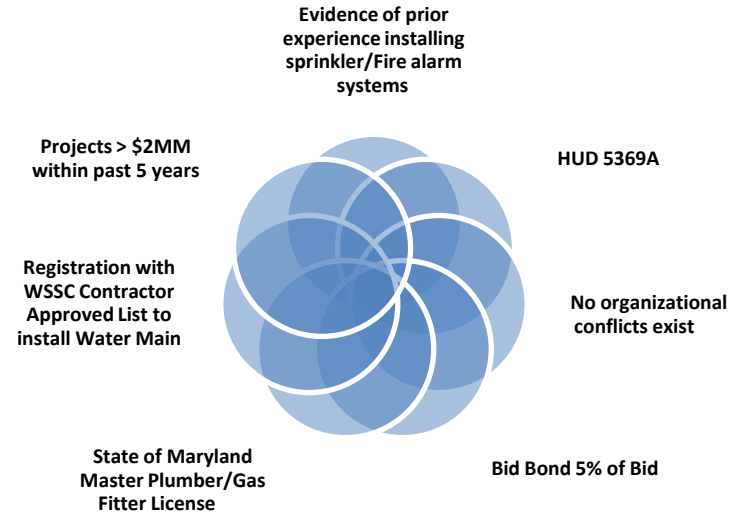 Evidence of prior
experience installing
sprinkler/Fire alarm
systems
Projects > $2MM
within past 5 years
HUD 5369A
Registration with
WSSC Contractor
Approved List to
install Water Main
No organizational
conflicts exist
State of Maryland
Master Plumber/Gas
Fitter License
Bid Bond 5% of Bid